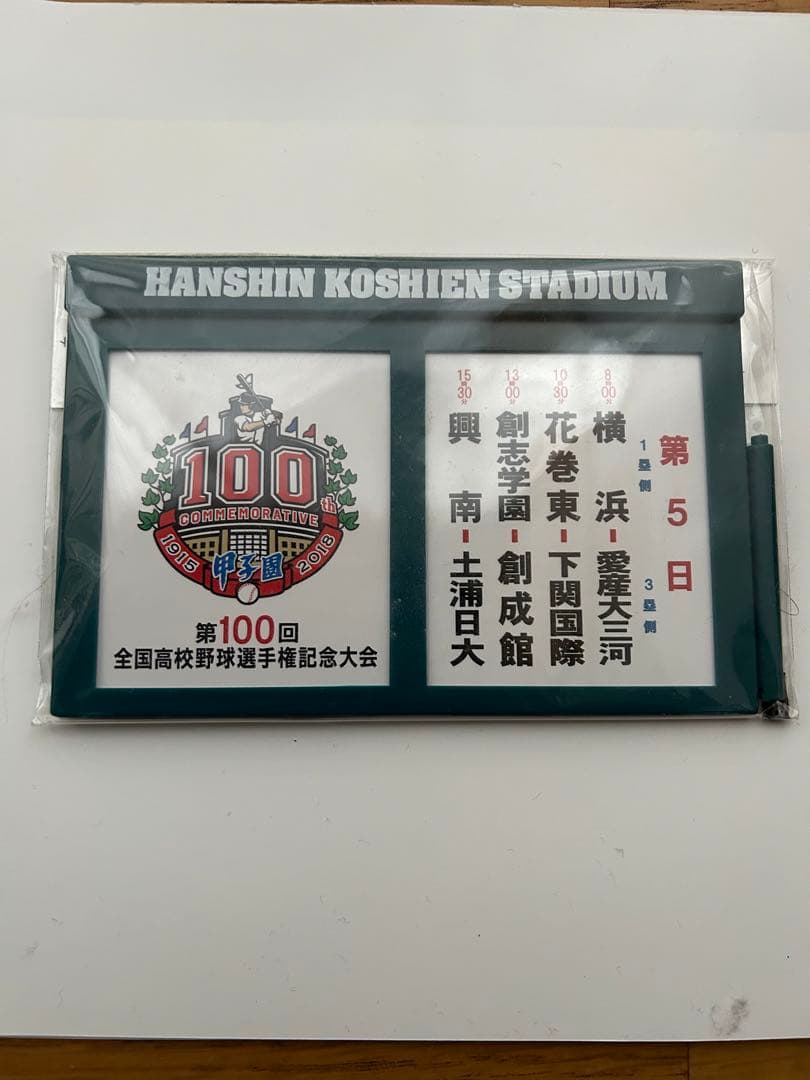 HANSHIN KOSHIEN STADIUM
100th
COMMEMORATIVE
1915 甲子園 2018
第100回
全国高校野球選手権記念大会
第5日
1塁側 3塁側
8時00分 横浜-愛産大三河
10時30分 花巻東-下関国際
13時00分 創志学園-創成館
15時30分 興南-土浦日大